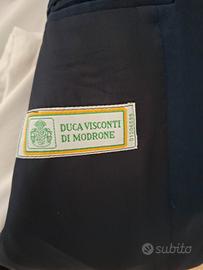 DUCA VISCONTI
DI MODRONE
subito